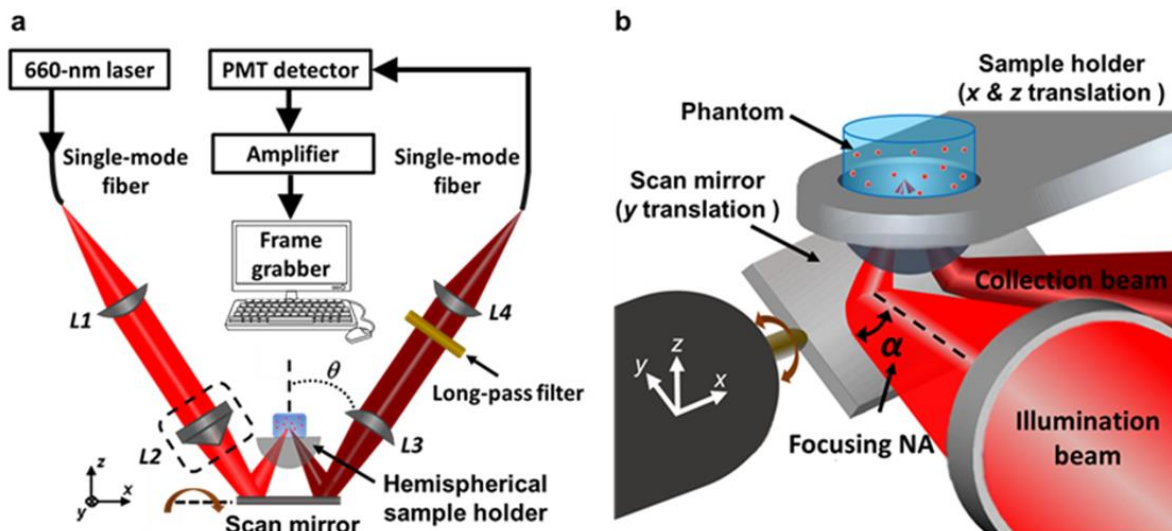 a
660-nm laser
PMT detector
Amplifier
Single-mode
fiber
Single-mode
fiber
Frame
grabber
L1
L4
θ
Long-pass filter
L2
L3
z
x
y
Hemispherical
sample holder
Scan mirror
b
Sample holder
(x & z translation )
Phantom
Scan mirror
(y translation )
Collection beam
α
z
y
x
Focusing NA
Illumination
beam